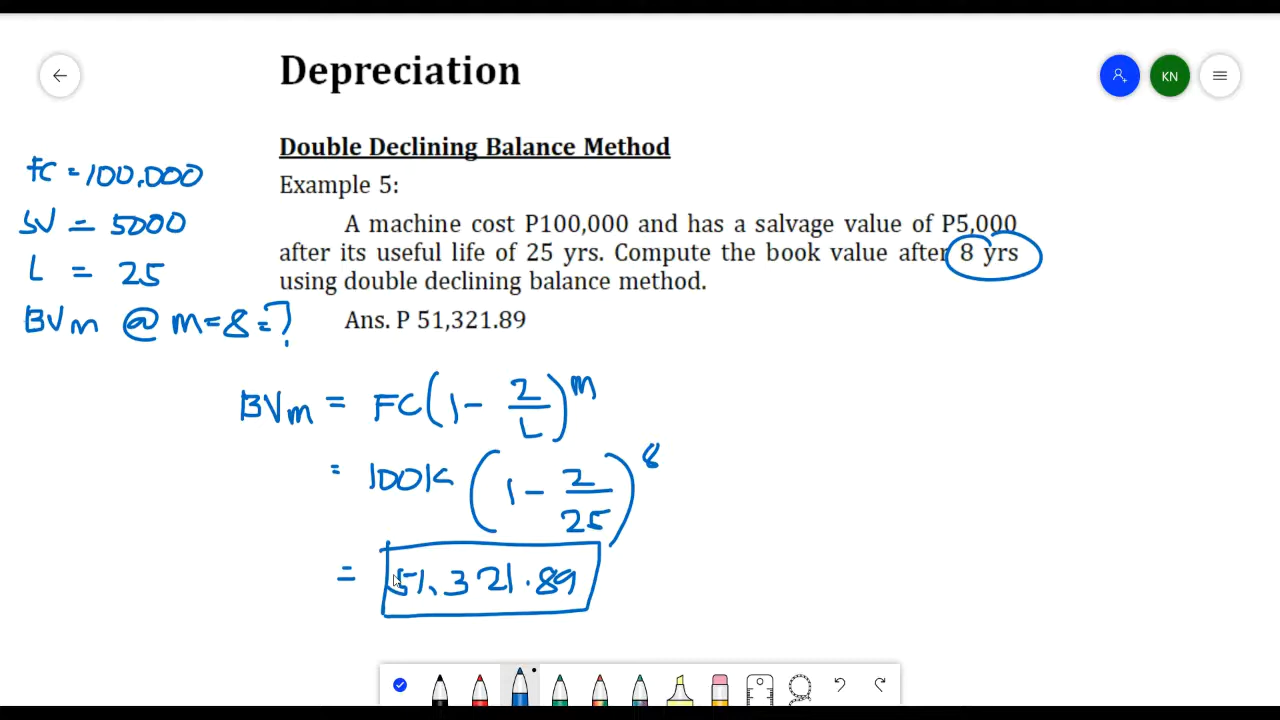 Depreciation
KN
Double Declining Balance Method
Example 5:
A machine cost P100,000 and has a salvage value of P5,000
after its useful life of 25 yrs. Compute the book value after 8 yrs
using double declining balance method.
Ans. P 51,321.89
FC = 100,000
SV = 5000
L = 25
BVm @ m=8=?
BVm = FC(1 - 2/L)^m
= 100K (1 - 2/25)^8
= 51,321.89